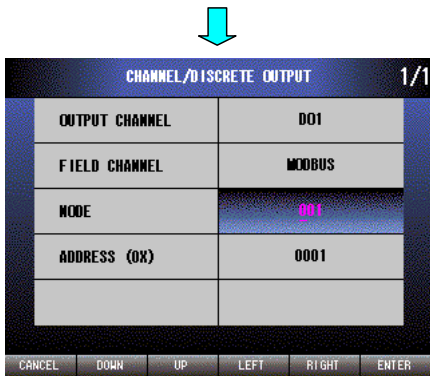 CHANNEL/DISCRETE OUTPUT 1/1
OUTPUT CHANNEL DO1
FIELD CHANNEL MODBUS
NODE 001
ADDRESS (0X) 0001
CANCEL DOWN UP LEFT RIGHT ENTER